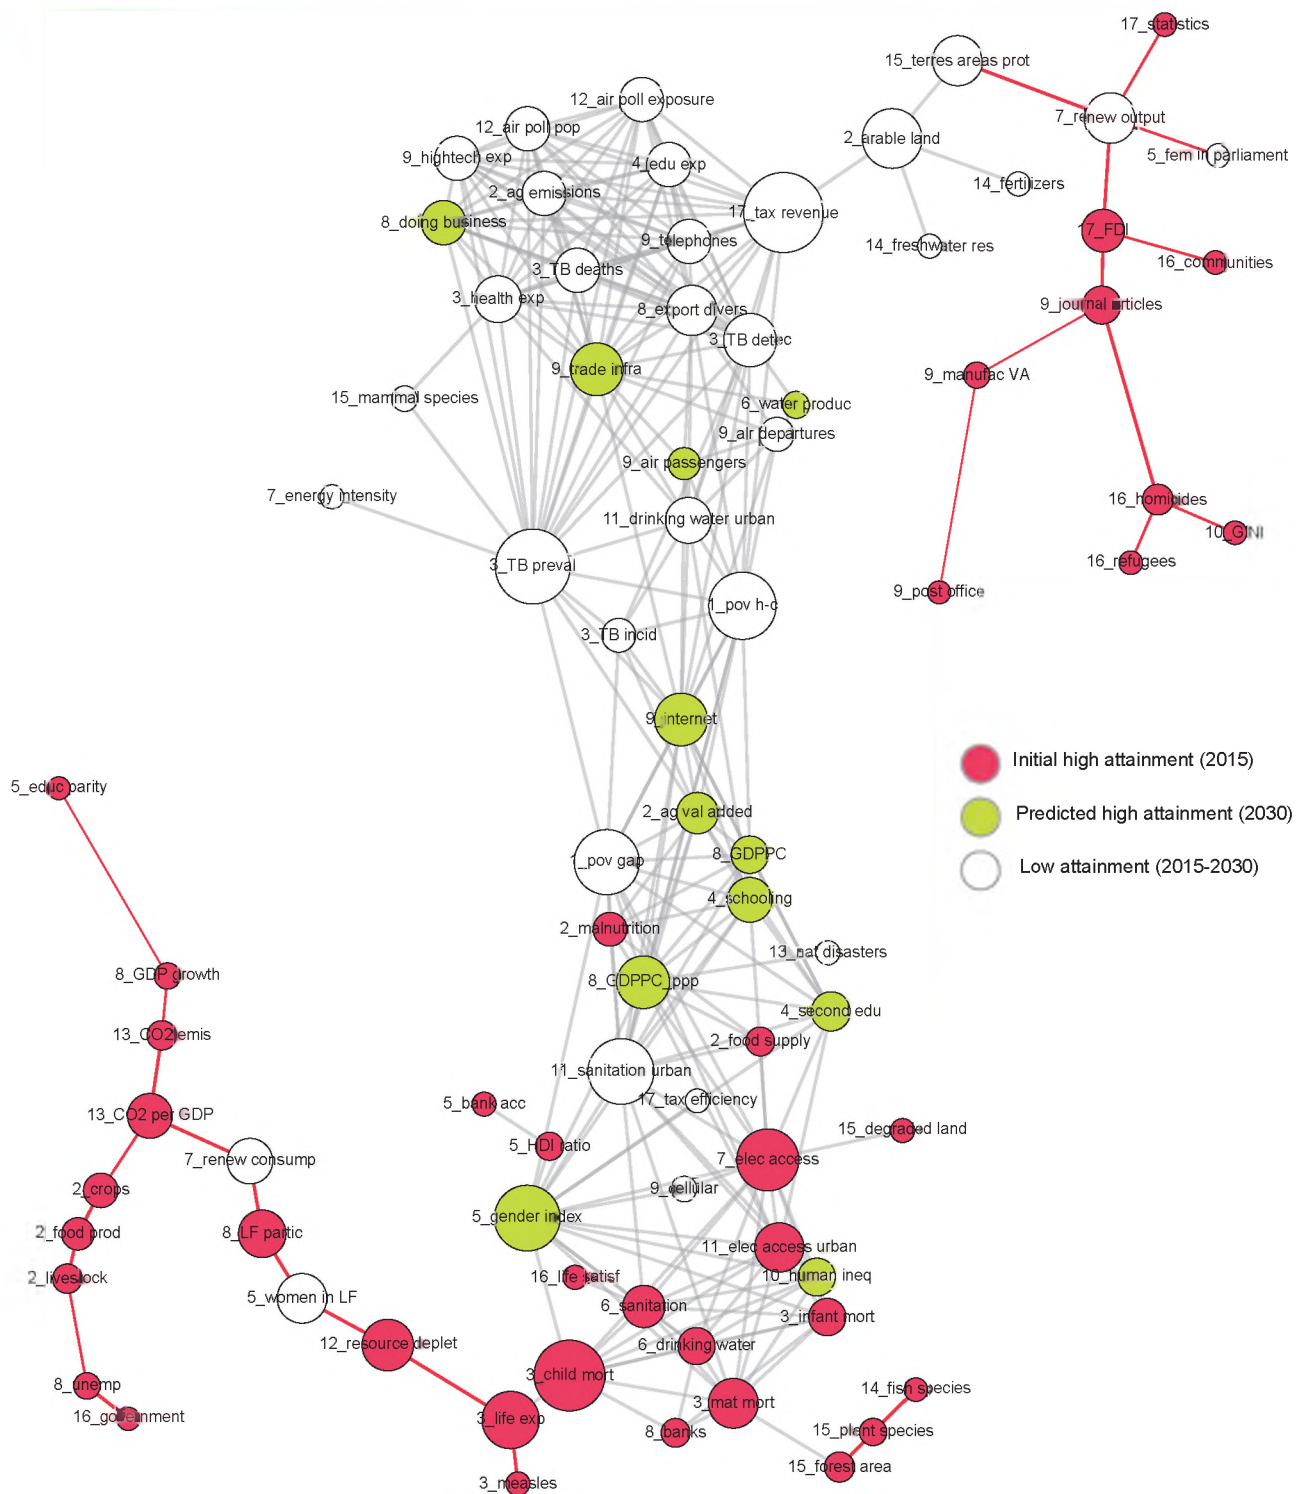 17_statistics
15_terres areas prot
12_air poll exposure
7_renew output
12_air poll pop
2_arable land
9_hightech exp
5_fem in parliament
4_edu exp
14_fertilizers
2_ag emissions
17_tax revenue
8_doing business
17_FDI
9_telephones
14_freshwater res
16_communities
3_TB deaths
3_health exp
9_journal articles
8_export divers
3_TB detec
9_trade infra
9_manufac VA
15_mammal species
6_water produc
9_air departures
9_air passengers
7_energy intensity
16_homicides
11_drinking water urban
10_GINI
16_refugees
3_TB preval
9_post office
1_pov h-c
3_TB incid
9_internet
Initial high attainment (2015)
5_educ parity
2_ag val added
Predicted high attainment (2030)
8_GDPPC
1_pov gap
Low attainment (2015-2030)
4_schooling
2_malnutrition
13_nat disasters
8_GDP growth
8_GDPPC_ppp
4_second edu
13_CO2 emis
2_food supply
11_sanitation urban
17_tax efficiency
5_bank acc
13_CO2 per GDP
15_degraded land
5_HDI ratio
7_renew consump
7_elec access
2_crops
9_cellular
5_gender index
2_food prod
8_LF partic
11_elec access urban
2_livestock
16_life satisf
10_human ineq
5_women in LF
6_sanitation
3_infant mort
12_resource deplet
6_drinking water
3_child mort
8_unemp
14_fish species
3_mat mort
16_government
3_life exp
8_banks
15_plant species
15_forest area
3_measles